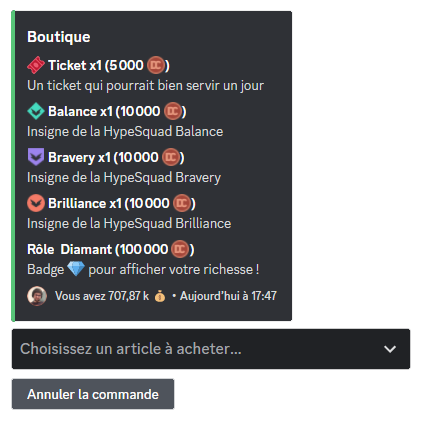 Boutique
Ticket x1 (5 000 )
Un ticket qui pourrait bien servir un jour
Balance x1 (10 000 )
Insigne de la HypeSquad Balance
Bravery x1 (10 000 )
Insigne de la HypeSquad Bravery
Brilliance x1 (10 000 )
Insigne de la HypeSquad Brilliance
Rôle Diamant (100 000 )
Badge 💎 pour afficher votre richesse !
Vous avez 707,87 k 💰 • Aujourd'hui à 17:47
Choisissez un article à acheter...
Annuler la commande